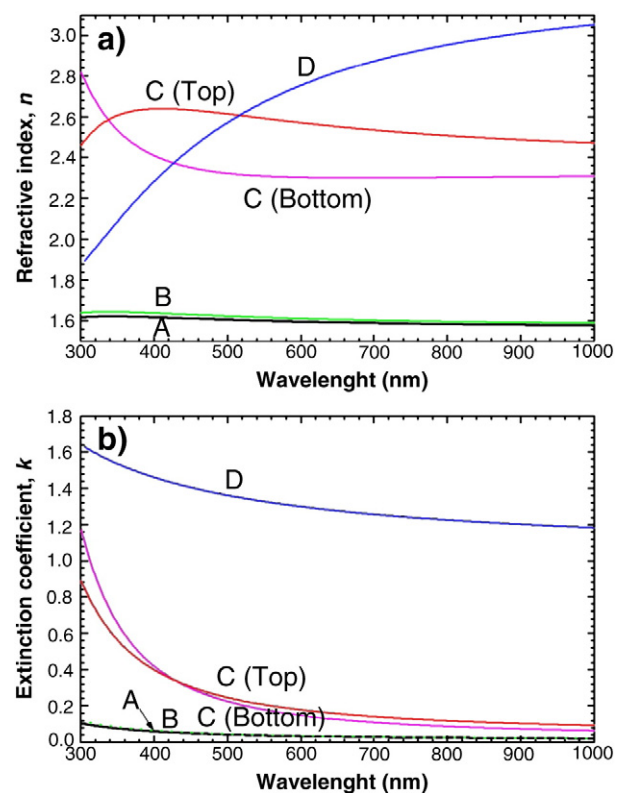 a)
Refractive index, n
3.0
2.8
2.6
2.4
2.2
2.0
1.8
1.6
D
C (Top)
C (Bottom)
B
A
300 400 500 600 700 800 900 1000
Wavelenght (nm)
b)
Extinction coefficient, k
1.8
1.6
1.4
1.2
1.0
0.8
0.6
0.4
0.2
0.0
D
C (Top)
A
B
C (Bottom)
300 400 500 600 700 800 900 1000
Wavelenght (nm)